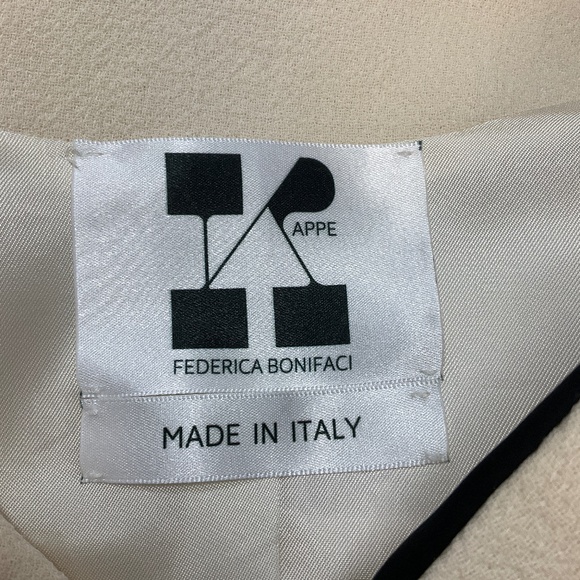 K
APPE
FEDERICA BONIFACI
MADE IN ITALY